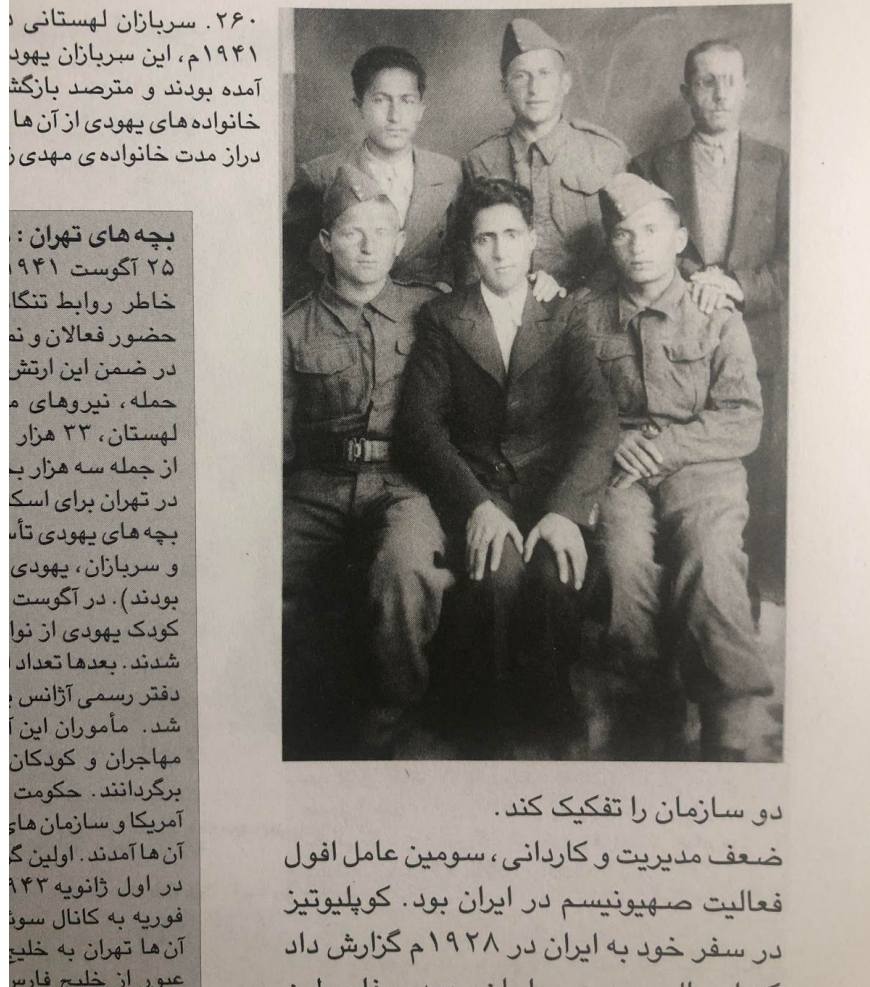 ۲۶۰. سربازان لهستانی
۱۹۴۱م، این سربازان یهود
آمده بودند و مترصد بازگش
خانواده‌های یهودی از آن‌ها
دراز مدت خانواده‌ی مهدی
بچه‌های تهران:
۲۵ آگوست ۱۹۴۱
خاطر روابط تنگا
حضور فعالان و نم
در ضمن این ارتش
حمله، نیروهای م
لهستان، ۳۳ هزار
از جمله سه هزار بچ
در تهران برای اسک
بچه‌های یهودی تأس
و سربازان، یهودی
بودند). در آگوست
کودک یهودی از نوا
شدند. بعدها تعداد
دفتر رسمی آژانس
شد. مأموران این آ
مهاجران و کودکان
برگردانند. حکومت
آمریکا و سازمان‌های
آن‌ها آمدند. اولین گر
در اول ژانویه ۱۹۴۳
فوریه به کانال سوئ
آن‌ها تهران به خلیج
عبور از خلیج فارس
دو سازمان را تفکیک کند.
ضعف مدیریت و کاردانی، سومین عامل افول
فعالیت صهیونیسم در ایران بود. کوپلیوتیز
در سفر خود به ایران در ۱۹۲۸م گزارش داد